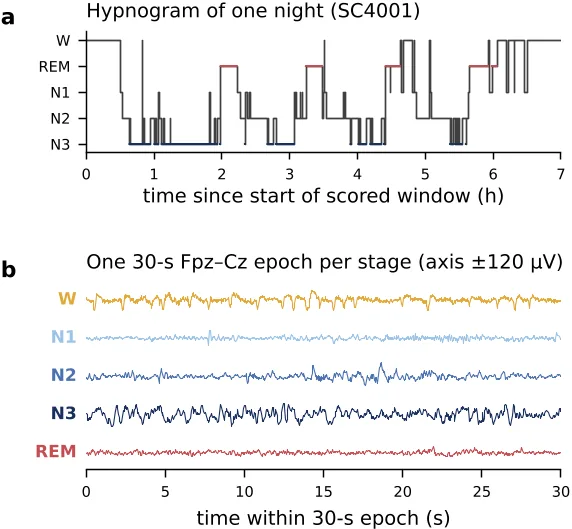 a
Hypnogram of one night (SC4001)
W
REM
N1
N2
N3
0 1 2 3 4 5 6 7
time since start of scored window (h)
b
One 30-s Fpz–Cz epoch per stage (axis ±120 µV)
W
N1
N2
N3
REM
0 5 10 15 20 25 30
time within 30-s epoch (s)